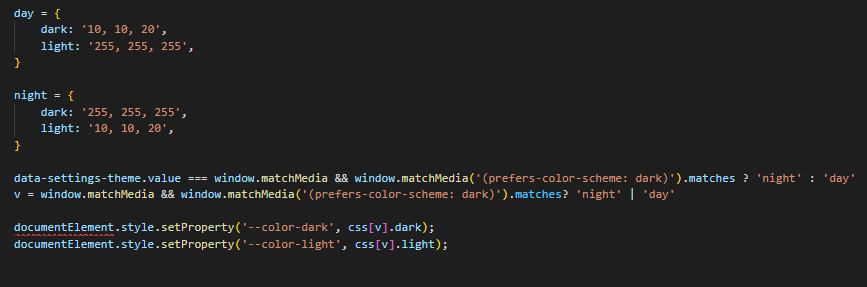 day = {
    dark: '10, 10, 20',
    light: '255, 255, 255',
}
night = {
    dark: '255, 255, 255',
    light: '10, 10, 20',
}
data-settings-theme.value === window.matchMedia && window.matchMedia('(prefers-color-scheme: dark)').matches ? 'night' : 'day'
v = window.matchMedia && window.matchMedia('(prefers-color-scheme: dark)').matches? 'night' | 'day'
documentElement.style.setProperty('--color-dark', css[v].dark);
documentElement.style.setProperty('--color-light', css[v].light);